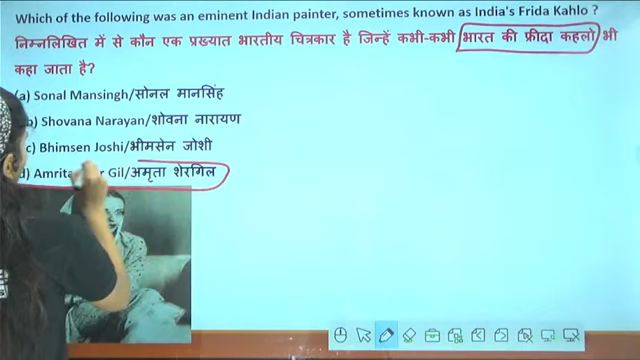 Which of the following was an eminent Indian painter, sometimes known as India's Frida Kahlo ?
निम्नलिखित में से कौन एक प्रख्यात भारतीय चित्रकार है जिन्हें कभी-कभी भारत की फ्रीदा कहलो भी
कहा जाता है?
(a) Sonal Mansingh/सोनल मानसिंह
b) Shovana Narayan/शोवना नारायण
c) Bhimsen Joshi/भीमसेन जोशी
d) Amrita Gil/अमृता शेरगिल